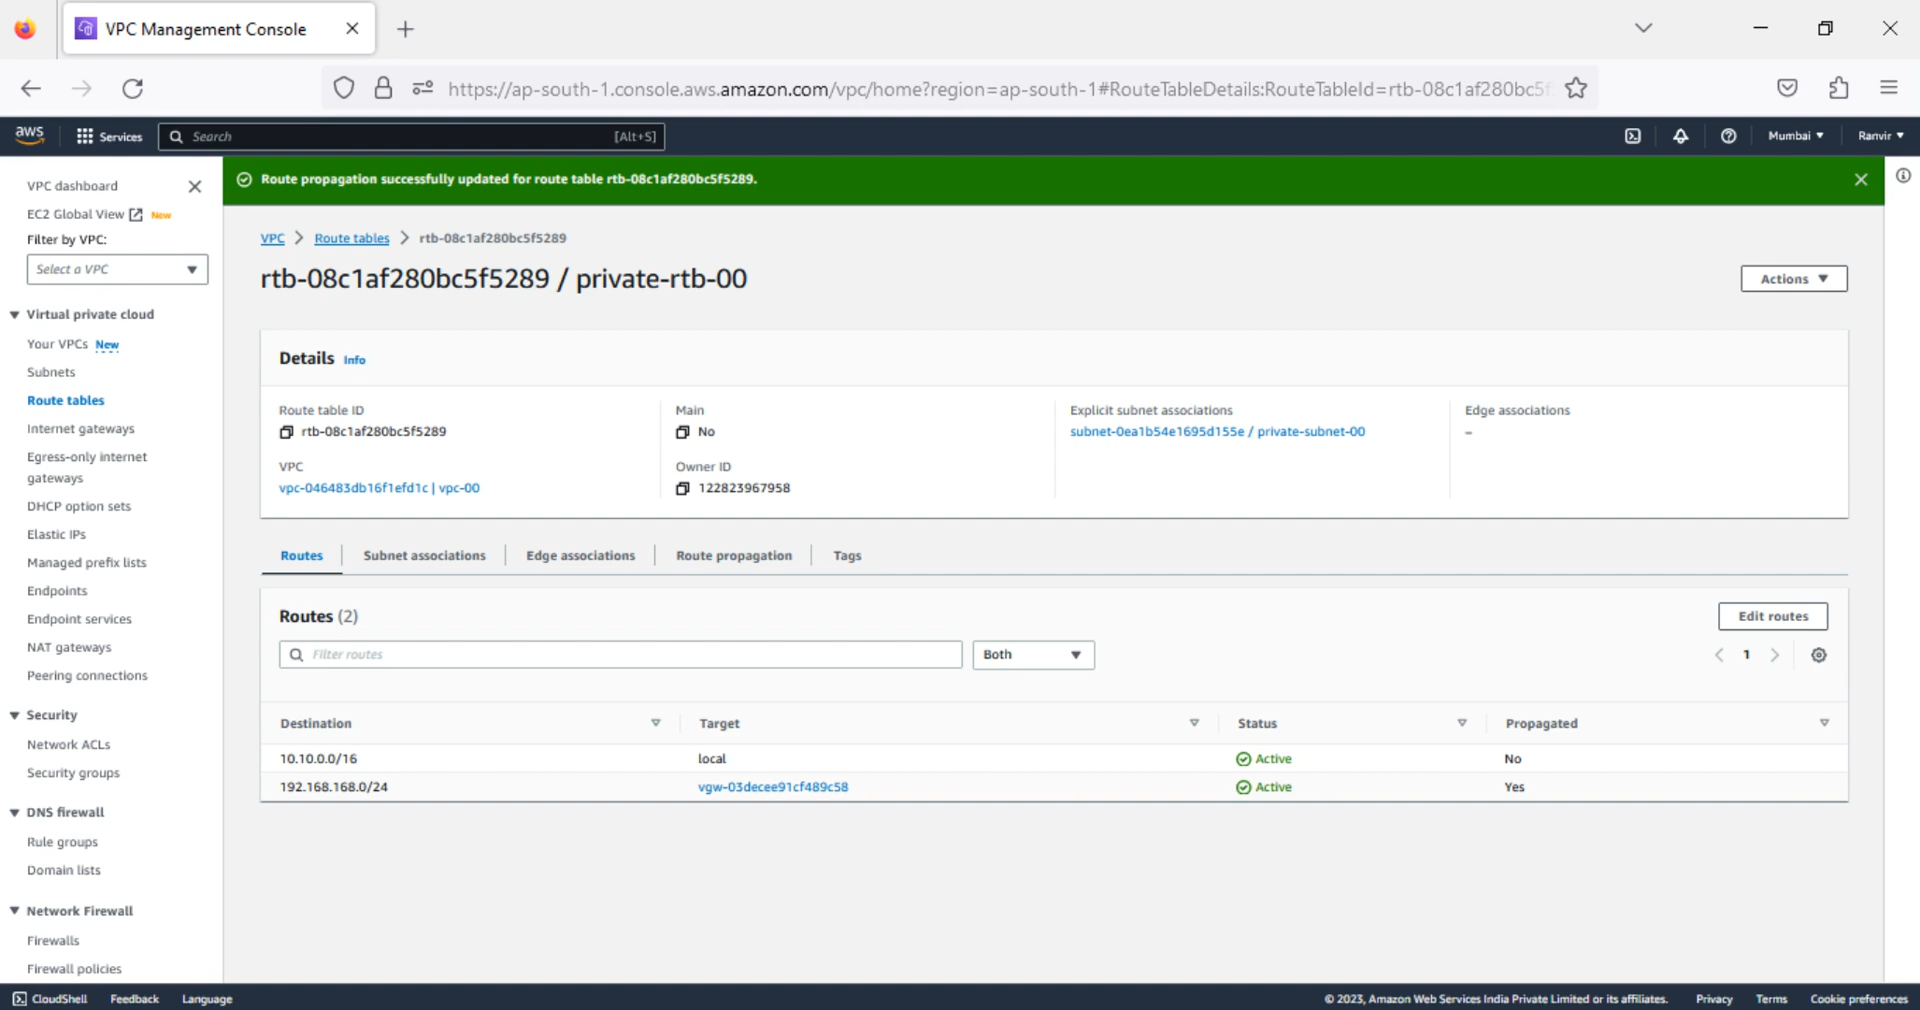 VPC Management Console
https://ap-south-1.console.aws.amazon.com/vpc/home?region=ap-south-1#RouteTableDetails:RouteTableId=rtb-08c1af280bc5f
aws
Services
Search
[Alt+S]
Mumbai
Ranvir
VPC dashboard
EC2 Global View New
Filter by VPC:
Select a VPC
Virtual private cloud
Your VPCs New
Subnets
Route tables
Internet gateways
Egress-only internet
gateways
DHCP option sets
Elastic IPs
Managed prefix lists
Endpoints
Endpoint services
NAT gateways
Peering connections
Security
Network ACLs
Security groups
DNS firewall
Rule groups
Domain lists
Network Firewall
Firewalls
Firewall policies
Route propagation successfully updated for route table rtb-08c1af280bc5f5289.
VPC > Route tables > rtb-08c1af280bc5f5289
rtb-08c1af280bc5f5289 / private-rtb-00
Actions
Details Info
Route table ID
rtb-08c1af280bc5f5289
VPC
vpc-046483db16f1efd1c | vpc-00
Main
No
Owner ID
122823967958
Explicit subnet associations
subnet-0ea1b54e1695d155e / private-subnet-00
Edge associations
–
Routes
Subnet associations
Edge associations
Route propagation
Tags
Routes (2)
Edit routes
Filter routes
Both
1
Destination Target Status Propagated
10.10.0.0/16 local Active No
192.168.168.0/24 vgw-03decee91cf489c58 Active Yes
CloudShell
Feedback
Language
© 2023, Amazon Web Services India Private Limited or its affiliates.
Privacy
Terms
Cookie preferences